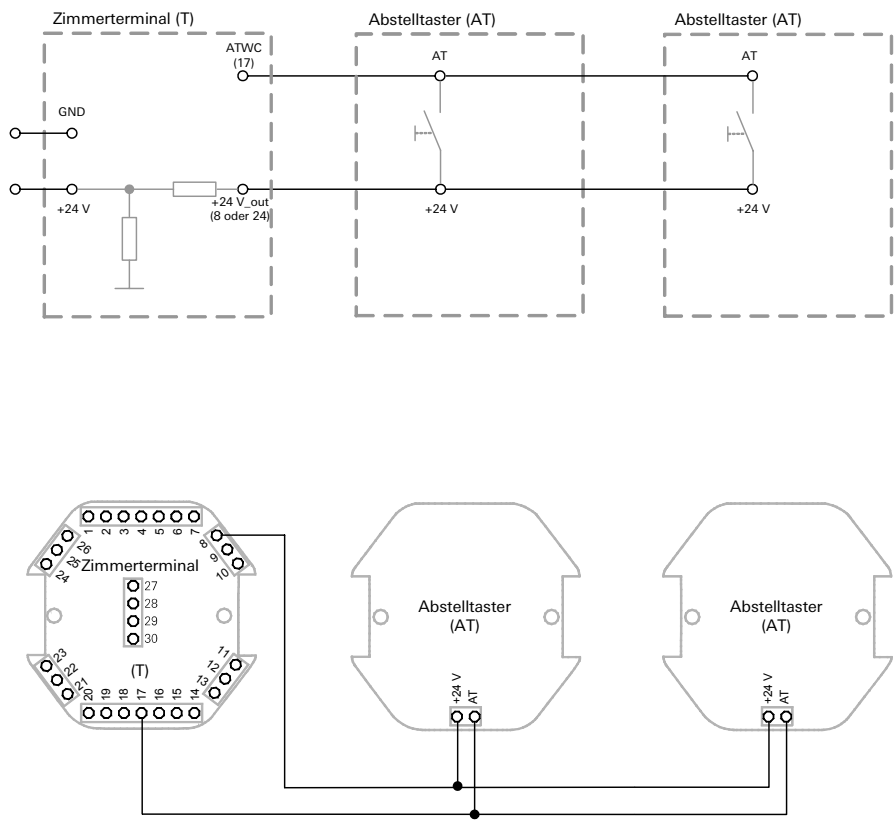 Zimmerterminal (T)
Abstelltaster (AT)
Abstelltaster (AT)
ATWC
(17)
AT
AT
GND
+24 V
+24 V_out
(8 oder 24)
+24 V
+24 V
1 2 3 4 5 6 7
26
25
24
8
9
10
Zimmerterminal
27
28
29
30
(T)
23
22
21
11
12
13
20 19 18 17 16 15 14
Abstelltaster
(AT)
+24 V
AT
Abstelltaster
(AT)
+24 V
AT